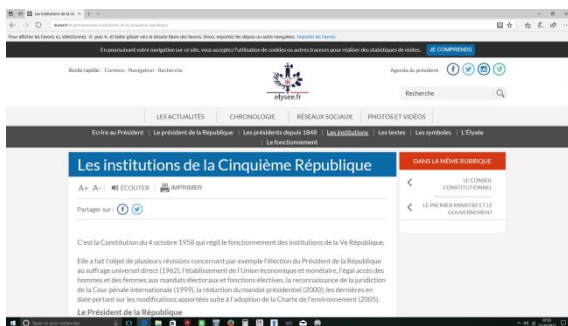 Les institutions de la Ci
Pour afficher les favoris ici, sélectionnez puis et faites glisser vers le dossier Barre des favoris. Sinon, importez-les depuis un autre navigateur. Importer les favoris
En poursuivant votre navigation sur ce site, vous acceptez l'utilisation de cookies ou autres traceurs pour réaliser des statistiques de visites. JE COMPRENDS
Accès rapide : Contenu · Navigation · Recherche
Agenda du président
elysee.fr
Recherche
LES ACTUALITÉS CHRONOLOGIE RÉSEAUX SOCIAUX PHOTOS ET VIDÉOS
Ecrire au Président | Le président de la République | Les présidents depuis 1848 | Les institutions | Les textes | Les symboles | L'Élysée
| Le fonctionnement
Les institutions de la Cinquième République
DANS LA MÊME RUBRIQUE
A+ A- ÉCOUTER IMPRIMER
LE CONSEIL
CONSTITUTIONNEL
Partager sur :
LE PREMIER MINISTRE ET LE
GOUVERNEMENT
C'est la Constitution du 4 octobre 1958 qui régit le fonctionnement des institutions de la Ve République.
Elle a fait l'objet de plusieurs révisions concernant par exemple l'élection du Président de la République
au suffrage universel direct (1962), l'établissement de l'Union économique et monétaire, l'égal accès des
hommes et des femmes aux mandats électoraux et fonctions électives, la reconnaissance de la juridiction
de la Cour pénale internationale (1999), la réduction du mandat présidentiel (2000); les dernières en
date portant sur les modifications apportées suite à l'adoption de la Charte de l'environnement (2005).
Le Président de la République